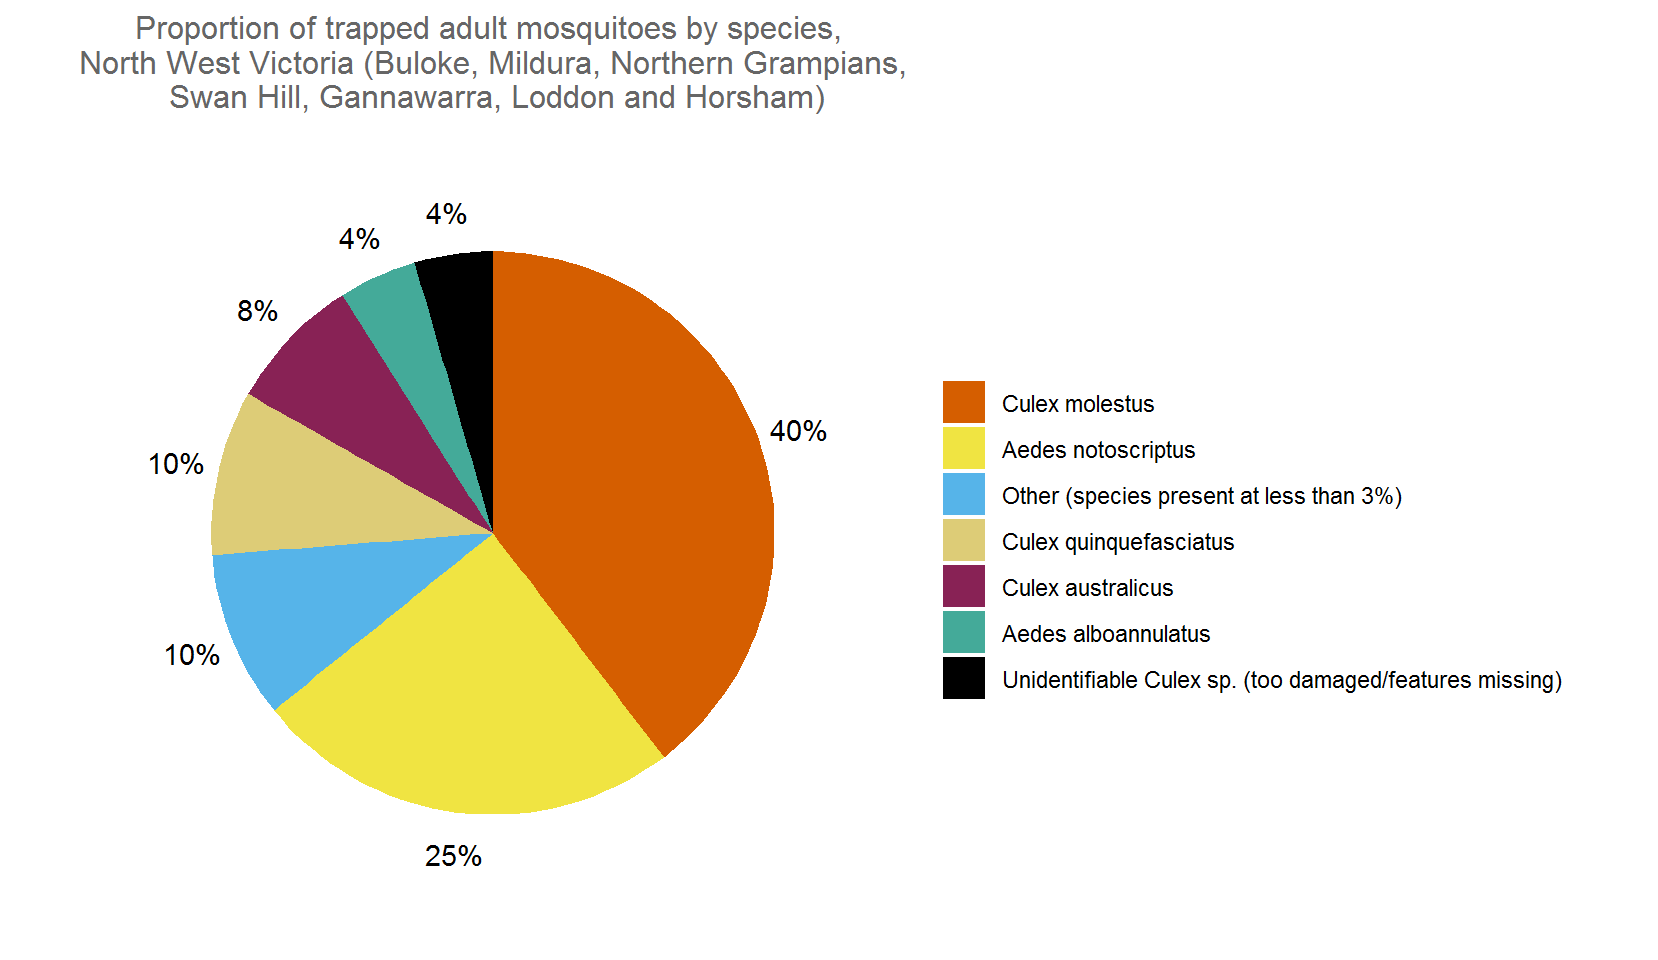 Proportion of trapped adult mosquitoes by species,
North West Victoria (Buloke, Mildura, Northern Grampians,
Swan Hill, Gannawarra, Loddon and Horsham)
4%
4%
8%
40%
10%
10%
25%
Culex molestus
Aedes notoscriptus
Other (species present at less than 3%)
Culex quinquefasciatus
Culex australicus
Aedes alboannulatus
Unidentifiable Culex sp. (too damaged/features missing)